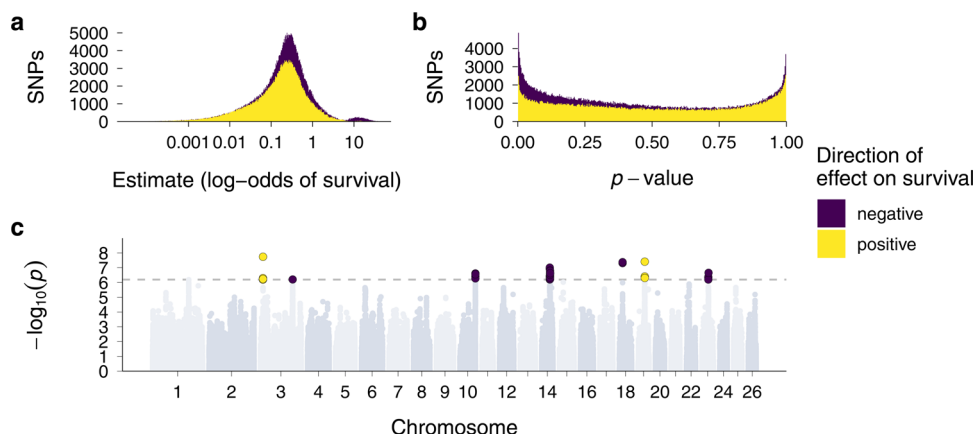 a
SNPs
5000
4000
3000
2000
1000
0
0.001 0.01 0.1 1 10
Estimate (log−odds of survival)
b
SNPs
4000
3000
2000
1000
0
0.00 0.25 0.50 0.75 1.00
p − value
Direction of
effect on survival
negative
positive
c
−log10(p)
8
7
6
5
4
3
2
1
0
1 2 3 4 5 6 7 8 9 10 12 14 16 18 20 22 24 26
Chromosome